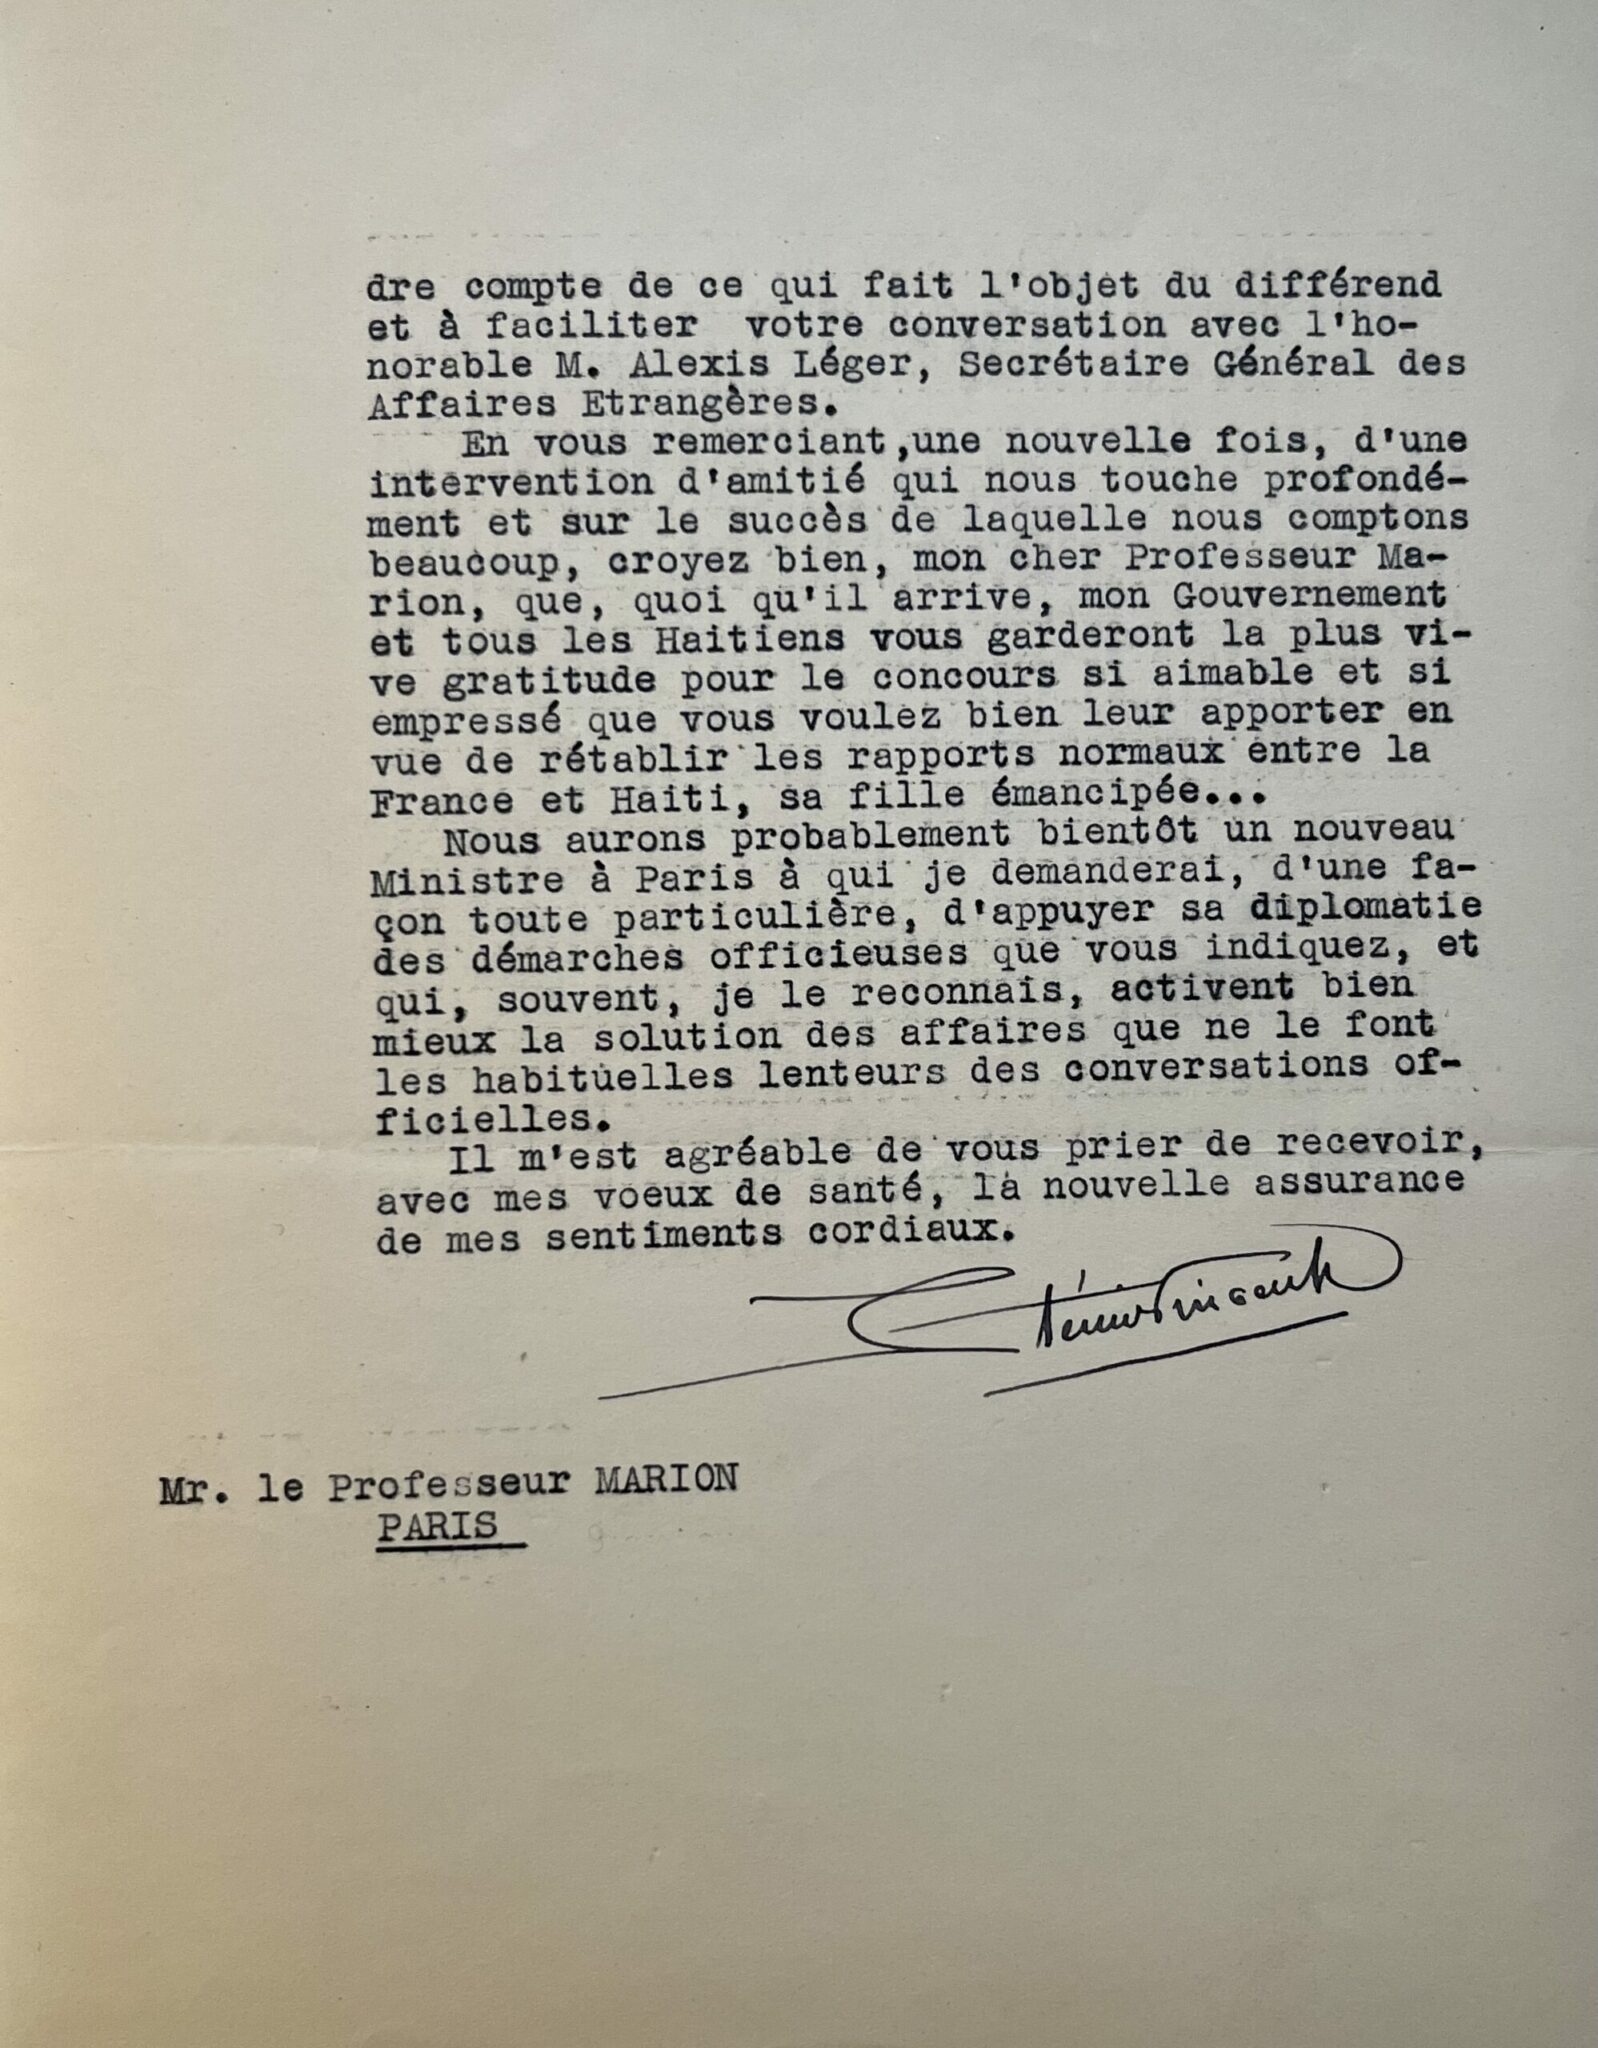 dre compte de ce qui fait l'objet du différend
et à faciliter votre conversation avec l'ho-
norable M. Alexis Léger, Secrétaire Général des
Affaires Etrangères.
En vous remerciant,une nouvelle fois, d'une
intervention d'amitié qui nous touche profondé-
ment et sur le succès de laquelle nous comptons
beaucoup, croyez bien, mon cher Professeur Ma-
rion, que, quoi qu'il arrive, mon Gouvernement
et tous les Haitiens vous garderont la plus vi-
ve gratitude pour le concours si aimable et si
empressé que vous voulez bien leur apporter en
vue de rétablir les rapports normaux entre la
France et Haiti, sa fille émancipée...
Nous aurons probablement bientôt un nouveau
Ministre à Paris à qui je demanderai, d'une fa-
çon toute particulière, d'appuyer sa diplomatie
des démarches officieuses que vous indiquez, et
qui, souvent, je le reconnais, activent bien
mieux la solution des affaires que ne le font
les habituelles lenteurs des conversations of-
ficielles.
Il m'est agréable de vous prier de recevoir,
avec mes voeux de santé, la nouvelle assurance
de mes sentiments cordiaux.
Sténio Vincent
Mr. le Professeur MARION
PARIS